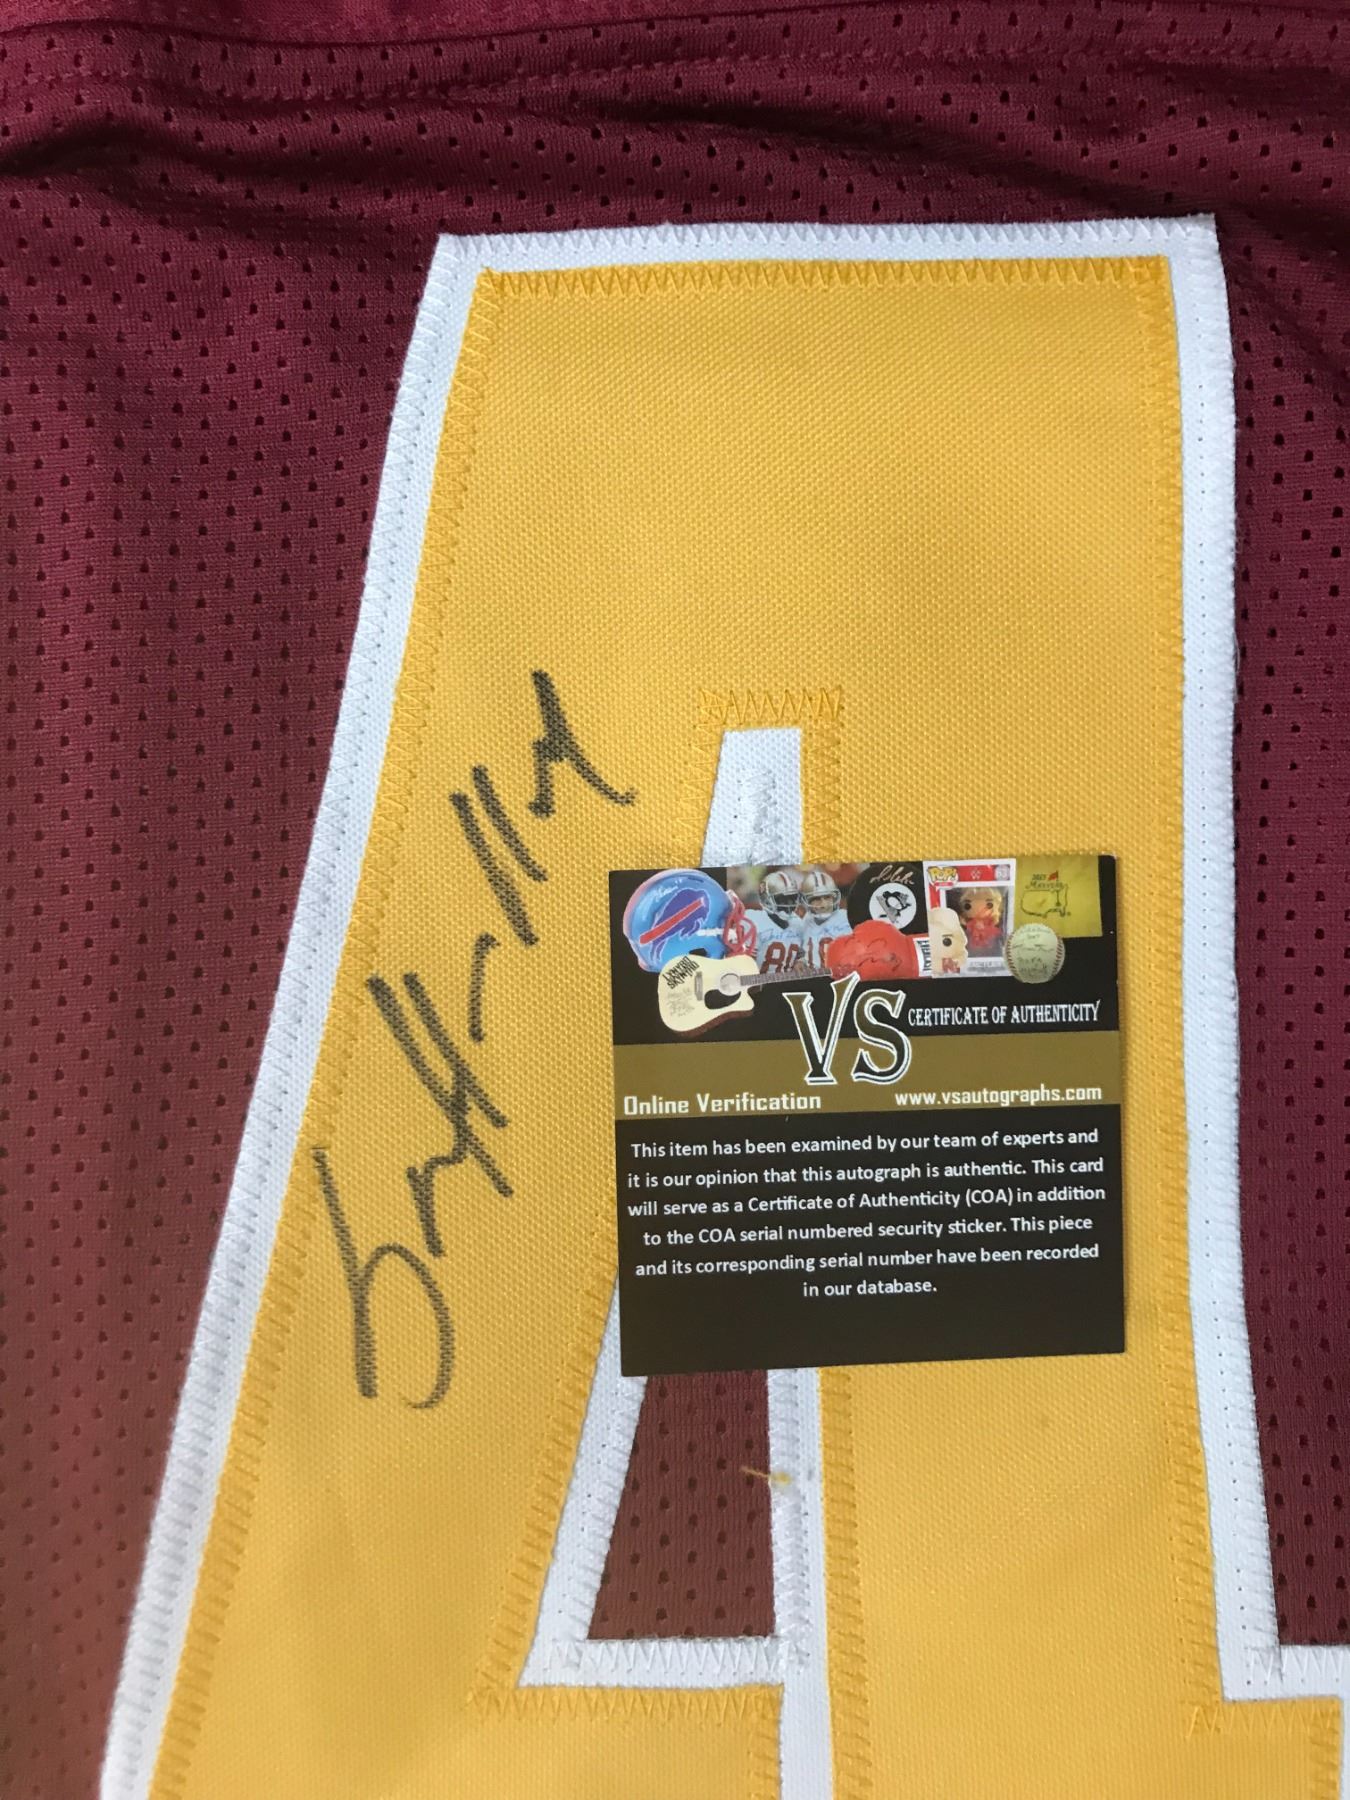 VS
CERTIFICATE OF AUTHENTICITY
Online Verification
www.vsautographs.com
This item has been examined by our team of experts and
it is our opinion that this autograph is authentic. This card
will serve as a Certificate of Authenticity (COA) in addition
to the COA serial numbered security sticker. This piece
and its corresponding serial number have been recorded
in our database.
4
POP!
80